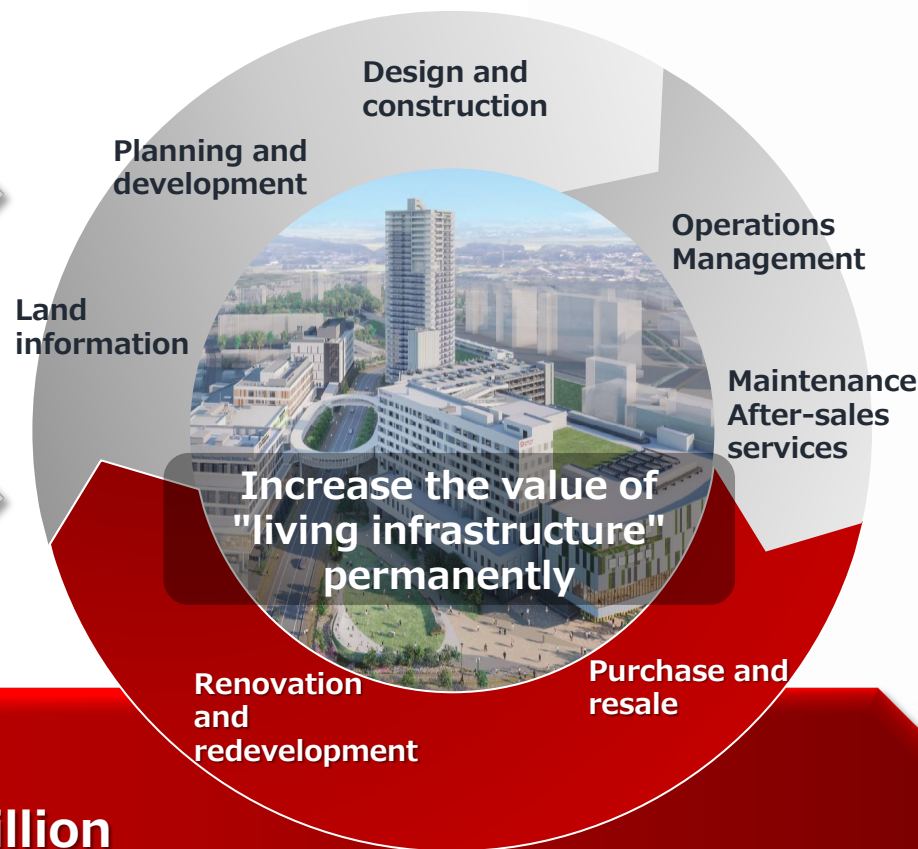 Design and
construction
Planning and
development
Operations
Management
Land
information
Maintenance
After-sales
services
Increase the value of
"living infrastructure"
permanently
Renovation
and
redevelopment
Purchase and
resale